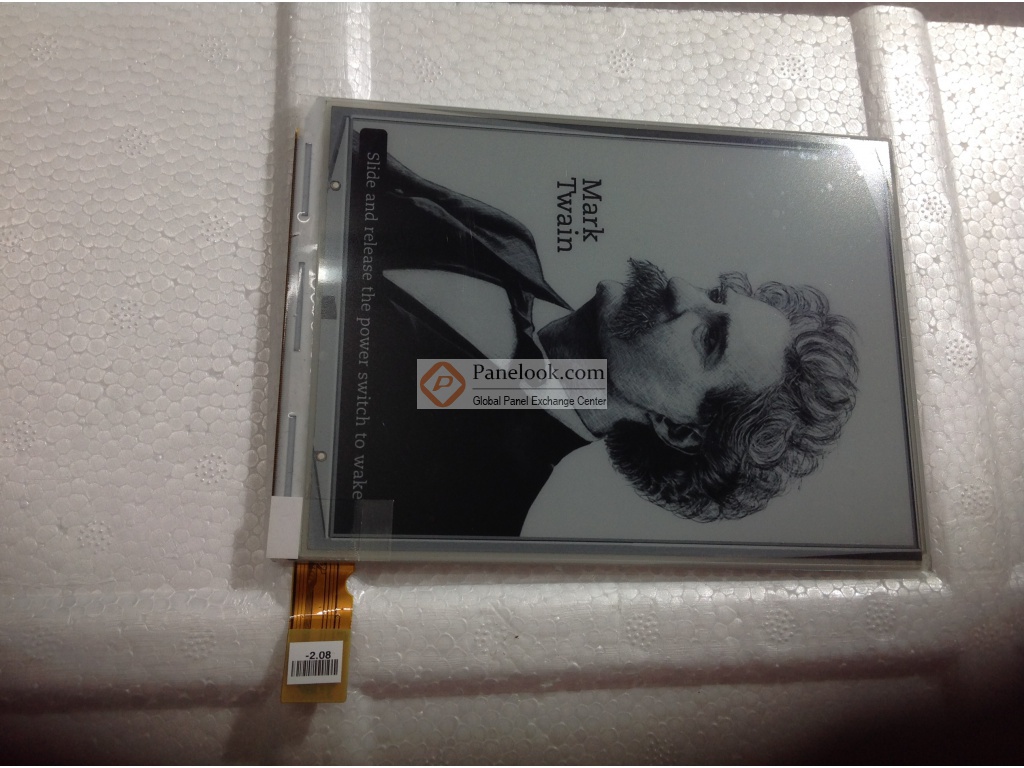 Mark
Twain
Slide and release the power switch to wake
Panelook.com
Global Panel Exchange Center
-2.08